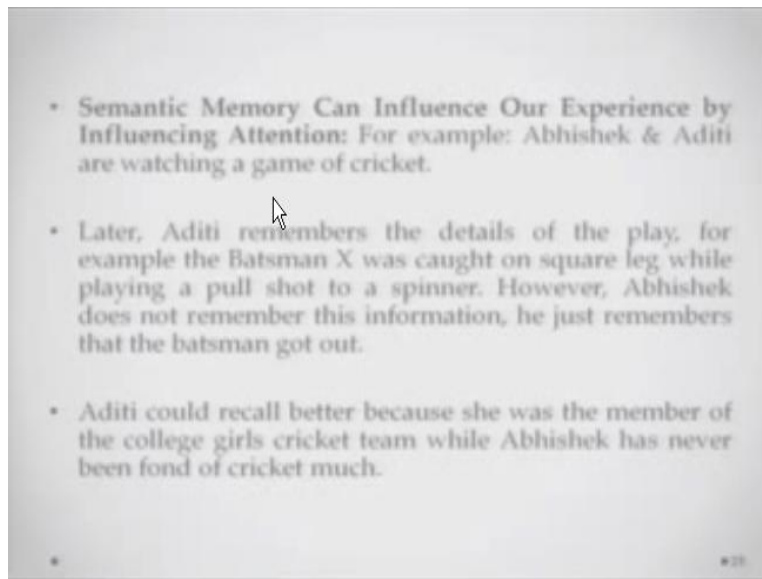 • Semantic Memory Can Influence Our Experience by
Influencing Attention: For example: Abhishek & Aditi
are watching a game of cricket.
• Later, Aditi remembers the details of the play, for
example the Batsman X was caught on square leg while
playing a pull shot to a spinner. However, Abhishek
does not remember this information, he just remembers
that the batsman got out.
• Aditi could recall better because she was the member of
the college girls cricket team while Abhishek has never
been fond of cricket much.